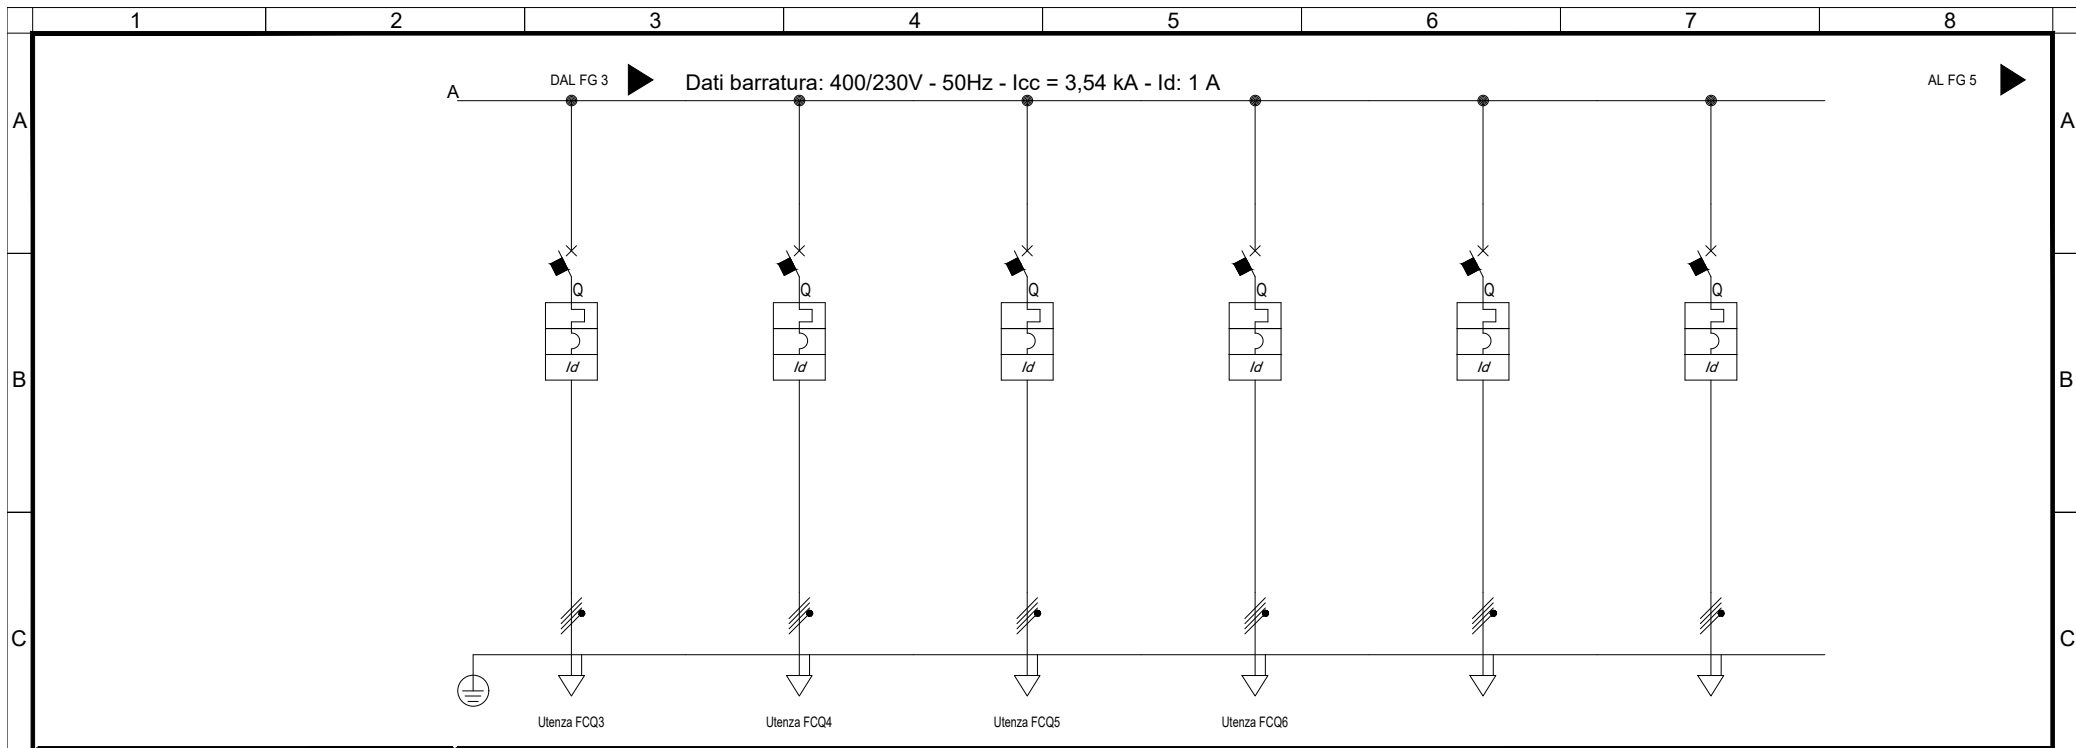 1 2 3 4 5 6 7 8
DAL FG 3 Dati barratura: 400/230V - 50Hz - Icc = 3,54 kA - Id: 1 A AL FG 5
A
A A
Q Q Q Q Q Q
Id Id Id Id Id Id
B B
C C
Utenza FCQ3 Utenza FCQ4 Utenza FCQ5 Utenza FCQ6